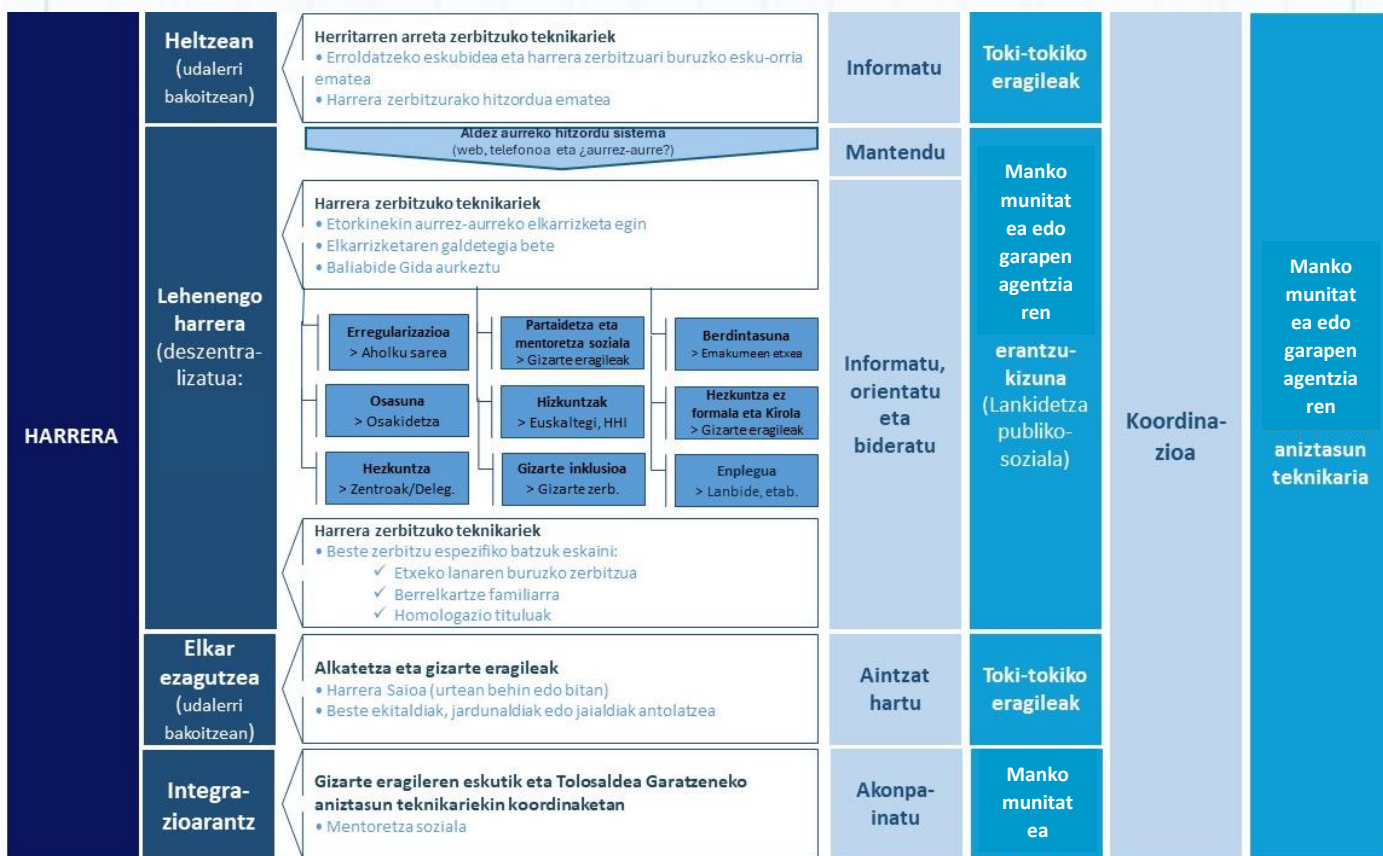 HARRERA
Heltzean
(udalerri
bakoitzean)
Herritarren arreta zerbitzuko teknikariek
• Erroldatzeko eskubidea eta harrera zerbitzuari buruzko esku-orria
ematea
• Harrera zerbitzurako hitzordua ematea
Informatu
Toki-tokiko
eragileak
Lehenengo
harrera
(deszentra-
lizatua:
Aldez aurreko hitzordu sistema
(web, telefonoa eta ¿aurrez-aurre?)
Mantendu
Harrera zerbitzuko teknikariek
• Etorkinekin aurrez-aurreko elkarrizketa egin
• Elkarrizketaren galdetegia bete
• Baliabide Gida aurkeztu
Erregularizazioa
> Aholku sarea
Partaidetza eta
mentoretza soziala
> Gizarte eragileak
Berdintasuna
> Emakumeen etxea
Osasuna
> Osakidetza
Hizkuntzak
> Euskaltegi, HHI
Hezkuntza ez
formala eta Kirola
> Gizarte eragileak
Hezkuntza
> Zentroak/Deleg.
Gizarte inklusioa
> Gizarte zerb.
Enplegua
> Lanbide, etab.
Harrera zerbitzuko teknikariek
• Beste zerbitzu espezifiko batzuk eskaini:
✓ Etxeko lanaren buruzko zerbitzua
✓ Berrelkartze familiarra
✓ Homologazio tituluak
Informatu,
orientatu
eta
bideratu
Manko
munitat
ea edo
garapen
agentzia
ren
erantzu-
kizuna
(Lankidetza
publiko-
soziala)
Elkar
ezagutzea
(udalerri
bakoitzean)
Alkatetza eta gizarte eragileak
• Harrera Saioa (urtean behin edo bitan)
• Beste ekitaldiak, jardunaldiak edo jaialdiak antolatzea
Aintzat
hartu
Toki-tokiko
eragileak
Integra-
zioarantz
Gizarte eragileren eskutik eta Tolosaldea Garatzeneko
aniztasun teknikariekin koordinaketan
• Mentoretza soziala
Akonpa-
inatu
Manko
munitat
ea
Koordina-
zioa
Manko
munitat
ea edo
garapen
agentzia
ren
aniztasun
teknikaria